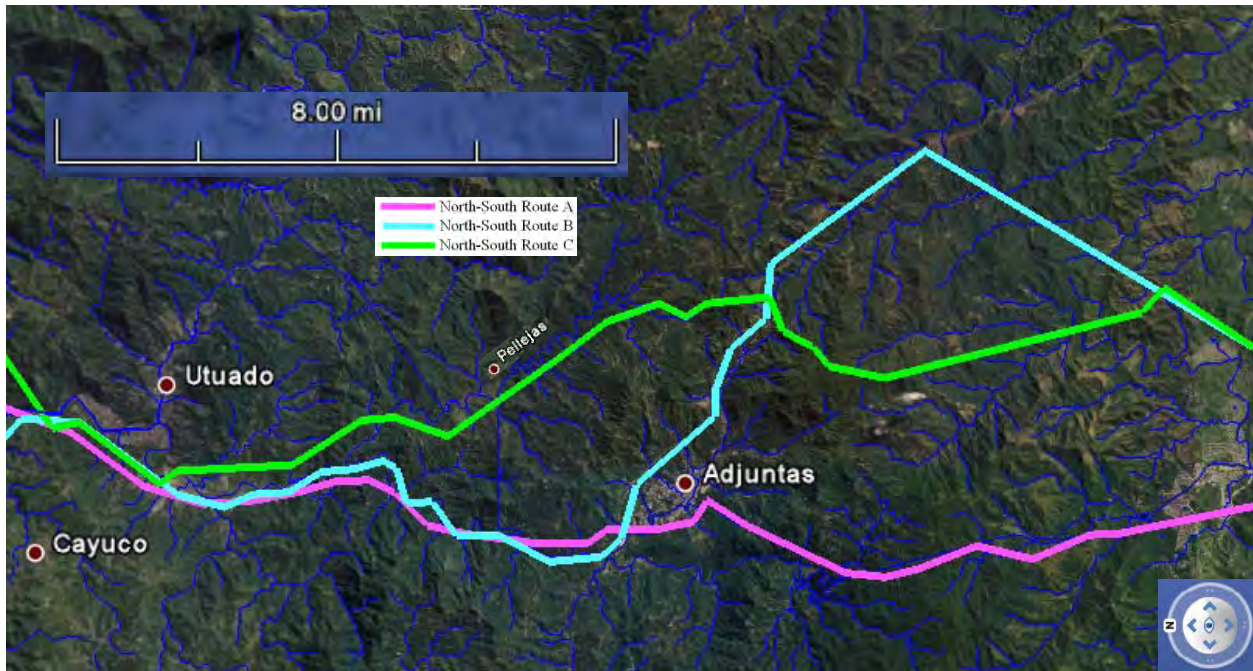 8.00 mi
North-South Route A
North-South Route B
North-South Route C
Pellejas
Utuado
Adjuntas
Cayuco
N